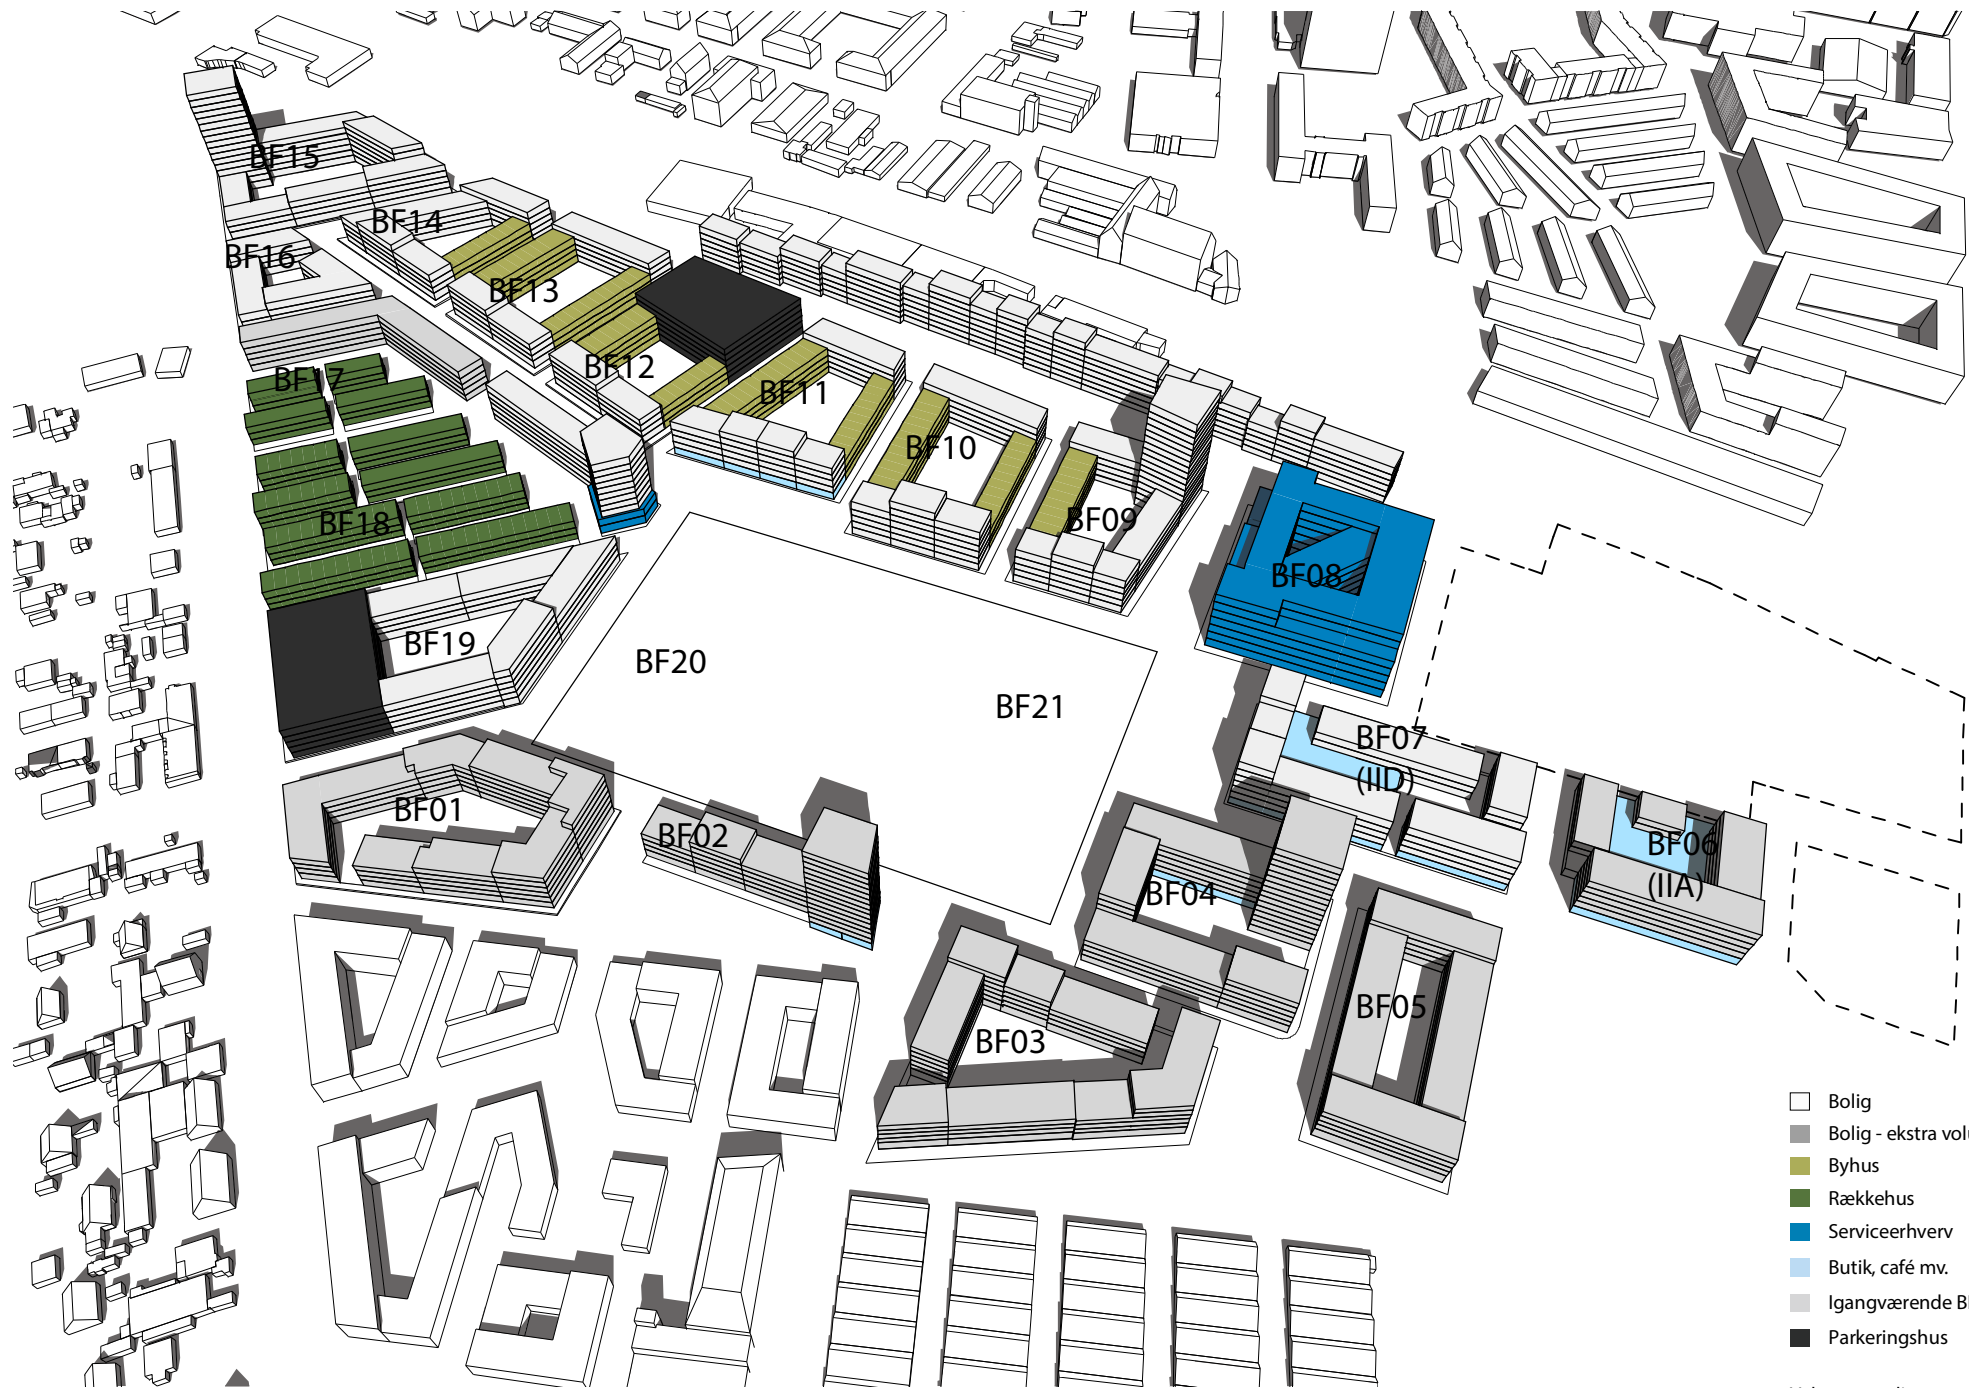 BF15
BF14
BF16
BF13
BF12
BF17
BF11
BF10
BF09
BF18
BF08
BF19
BF20
BF21
BF07
(IID)
BF01
BF02
BF06
(IIA)
BF04
BF05
BF03
Bolig
Bolig - ekstra
Byhus
Rækkehus
Serviceerhverv
Butik, café mv.
Igangværende
Parkeringshus